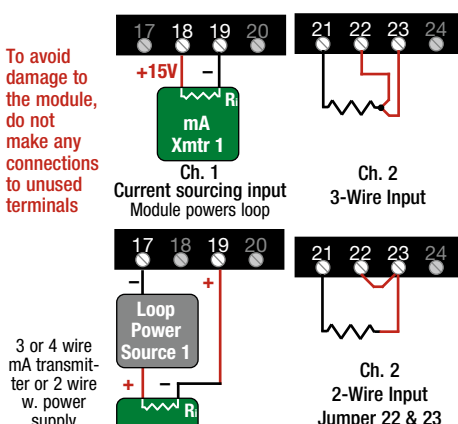 17 18 19 20
21 22 23 24
To avoid
damage to
the module,
do not
make any
connections
to unused
terminals
+15V –
Ri
mA
Xmtr 1
Ch. 1
Current sourcing input
Module powers loop
Ch. 2
3-Wire Input
17 18 19 20
21 22 23 24
– +
Loop
Power
Source 1
+ –
Ri
3 or 4 wire
mA transmit-
ter or 2 wire
w. power
supply
Ch. 2
2-Wire Input
Jumper 22 & 23